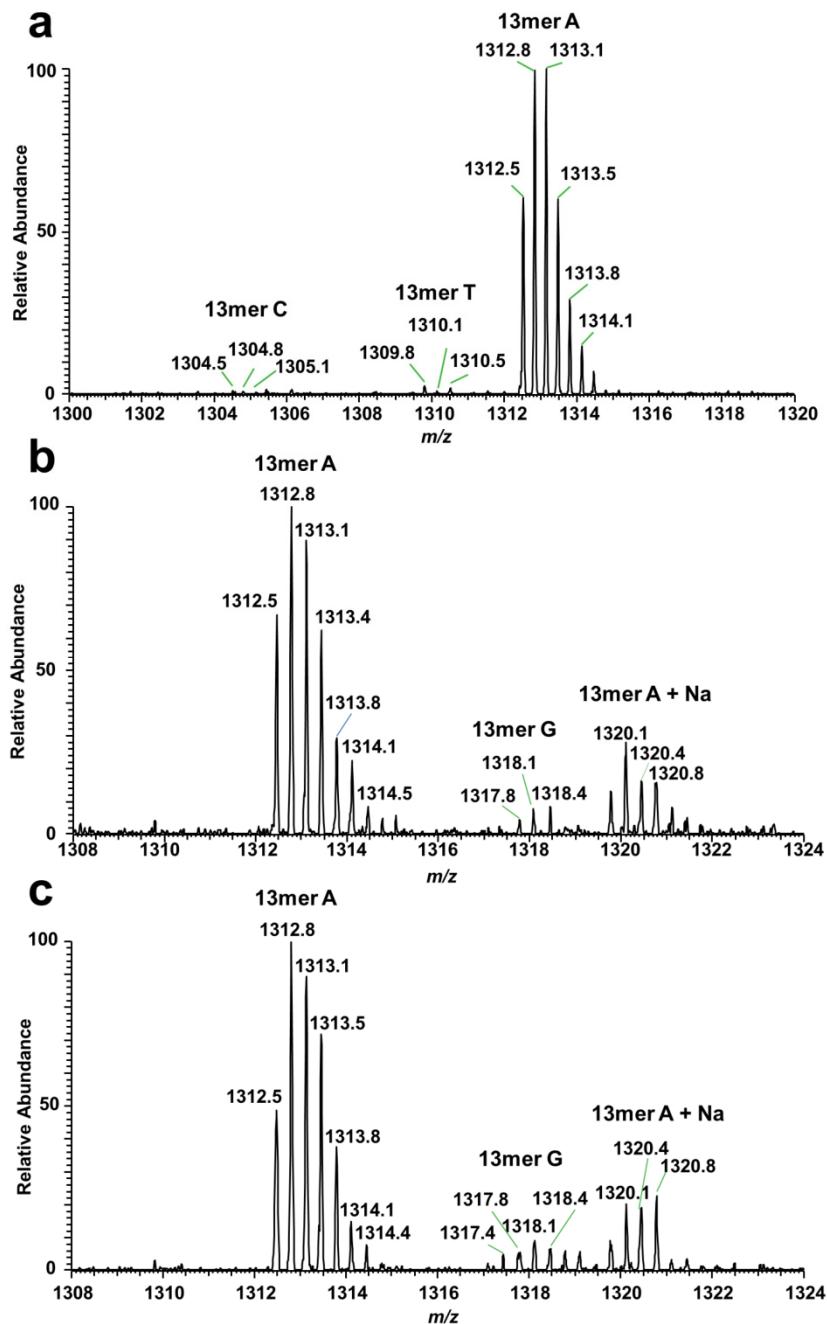 a
13mer A
1312.8
1313.1
100
1312.5
1313.5
50
1313.8
13mer T
13mer C
1310.1
1314.1
1304.8
1304.5
1305.1
1309.8
1310.5
0
Relative Abundance
1300 1302 1304 1306 1308 1310 1312 1314 1316 1318 1320
m/z
b
13mer A
1312.8
100
1313.1
1312.5
1313.4
50
1313.8
13mer A + Na
13mer G
1320.1
1314.1
1318.1
1320.4
1314.5
1317.8
1318.4
1320.8
0
Relative Abundance
1308 1310 1312 1314 1316 1318 1320 1322 1324
m/z
c
13mer A
1312.8
100
1313.1
1313.5
1312.5
50
1313.8
13mer A + Na
13mer G
1320.4
1320.8
1317.8
1318.4
1320.1
1314.1
1314.4
1317.4
1318.1
0
Relative Abundance
1308 1310 1312 1314 1316 1318 1320 1322 1324
m/z